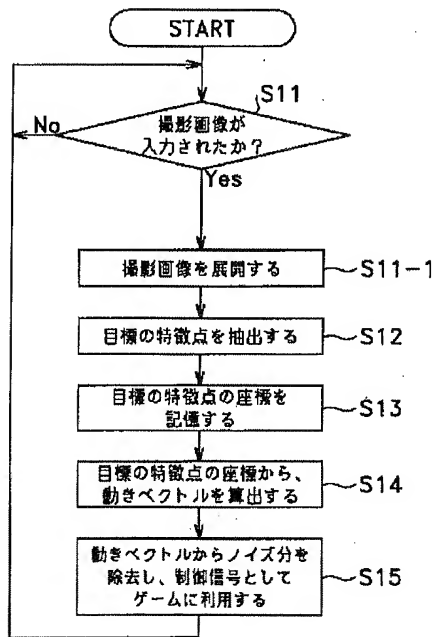 START
S11
No
撮影画像が
入力されたか？
Yes
撮影画像を展開する
S11-1
目標の特徴点を抽出する
S12
目標の特徴点の座標を
記憶する
S13
目標の特徴点の座標から、
動きベクトルを算出する
S14
動きベクトルからノイズ分を
除去し、制御信号として
ゲームに利用する
S15